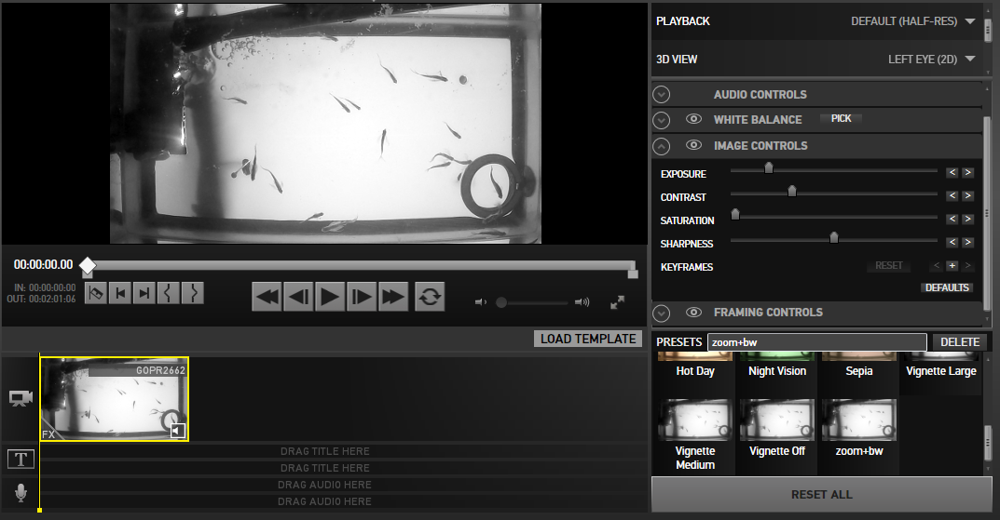 PLAYBACK DEFAULT (HALF-RES)
3D VIEW LEFT EYE (2D)
AUDIO CONTROLS
WHITE BALANCE PICK
IMAGE CONTROLS
EXPOSURE < >
CONTRAST < >
SATURATION < >
SHARPNESS < >
KEYFRAMES RESET < + >
DEFAULTS
FRAMING CONTROLS
00:00:00.00
IN: 00:00:00:00
OUT: 00:02:01:06
LOAD TEMPLATE
PRESETS zoom+bw DELETE
Hot Day Night Vision Sepia Vignette Large
Vignette Medium Vignette Off zoom+bw
RESET ALL
GOPR2662
FX
T
DRAG TITLE HERE
DRAG TITLE HERE
DRAG AUDIO HERE
DRAG AUDIO HERE